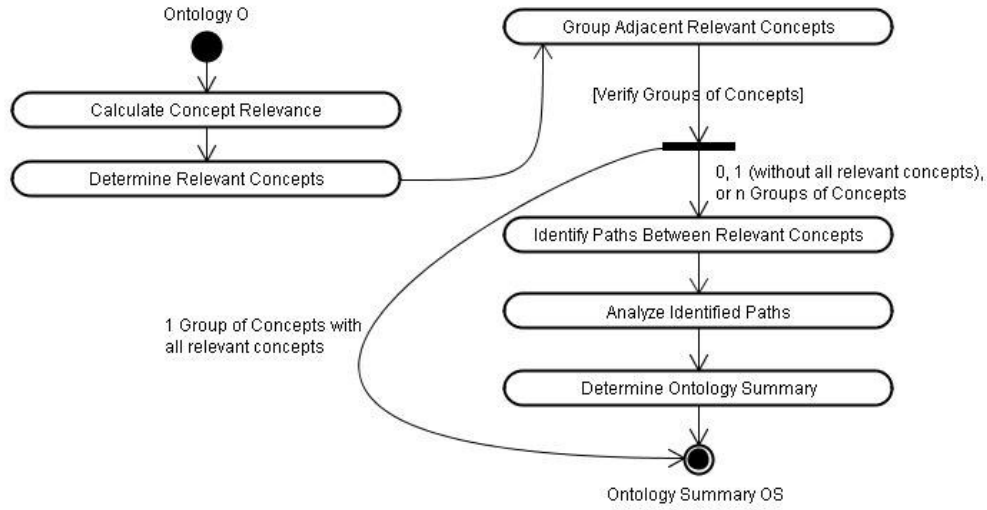 Ontology O
Calculate Concept Relevance
Determine Relevant Concepts
Group Adjacent Relevant Concepts
[Verify Groups of Concepts]
0, 1 (without all relevant concepts),
or n Groups of Concepts
Identify Paths Between Relevant Concepts
Analyze Identified Paths
1 Group of Concepts with
all relevant concepts
Determine Ontology Summary
Ontology Summary OS